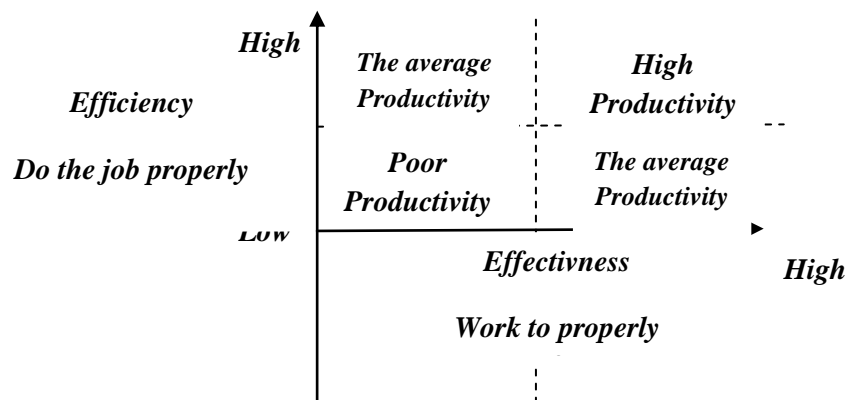 High
The average
Productivity
High
Productivity
Efficiency
Do the job properly
Poor
Productivity
The average
Productivity
Low
Effectivness
High
Work to properly